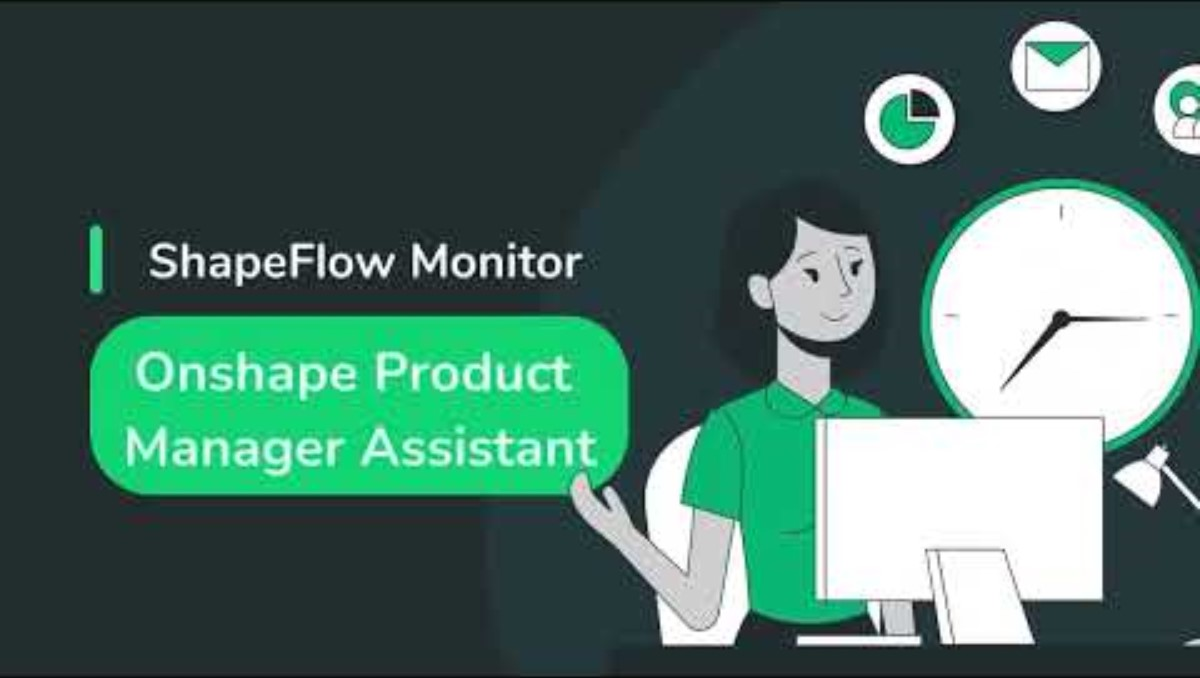 ShapeFlow Monitor
Onshape Product
Manager Assistant